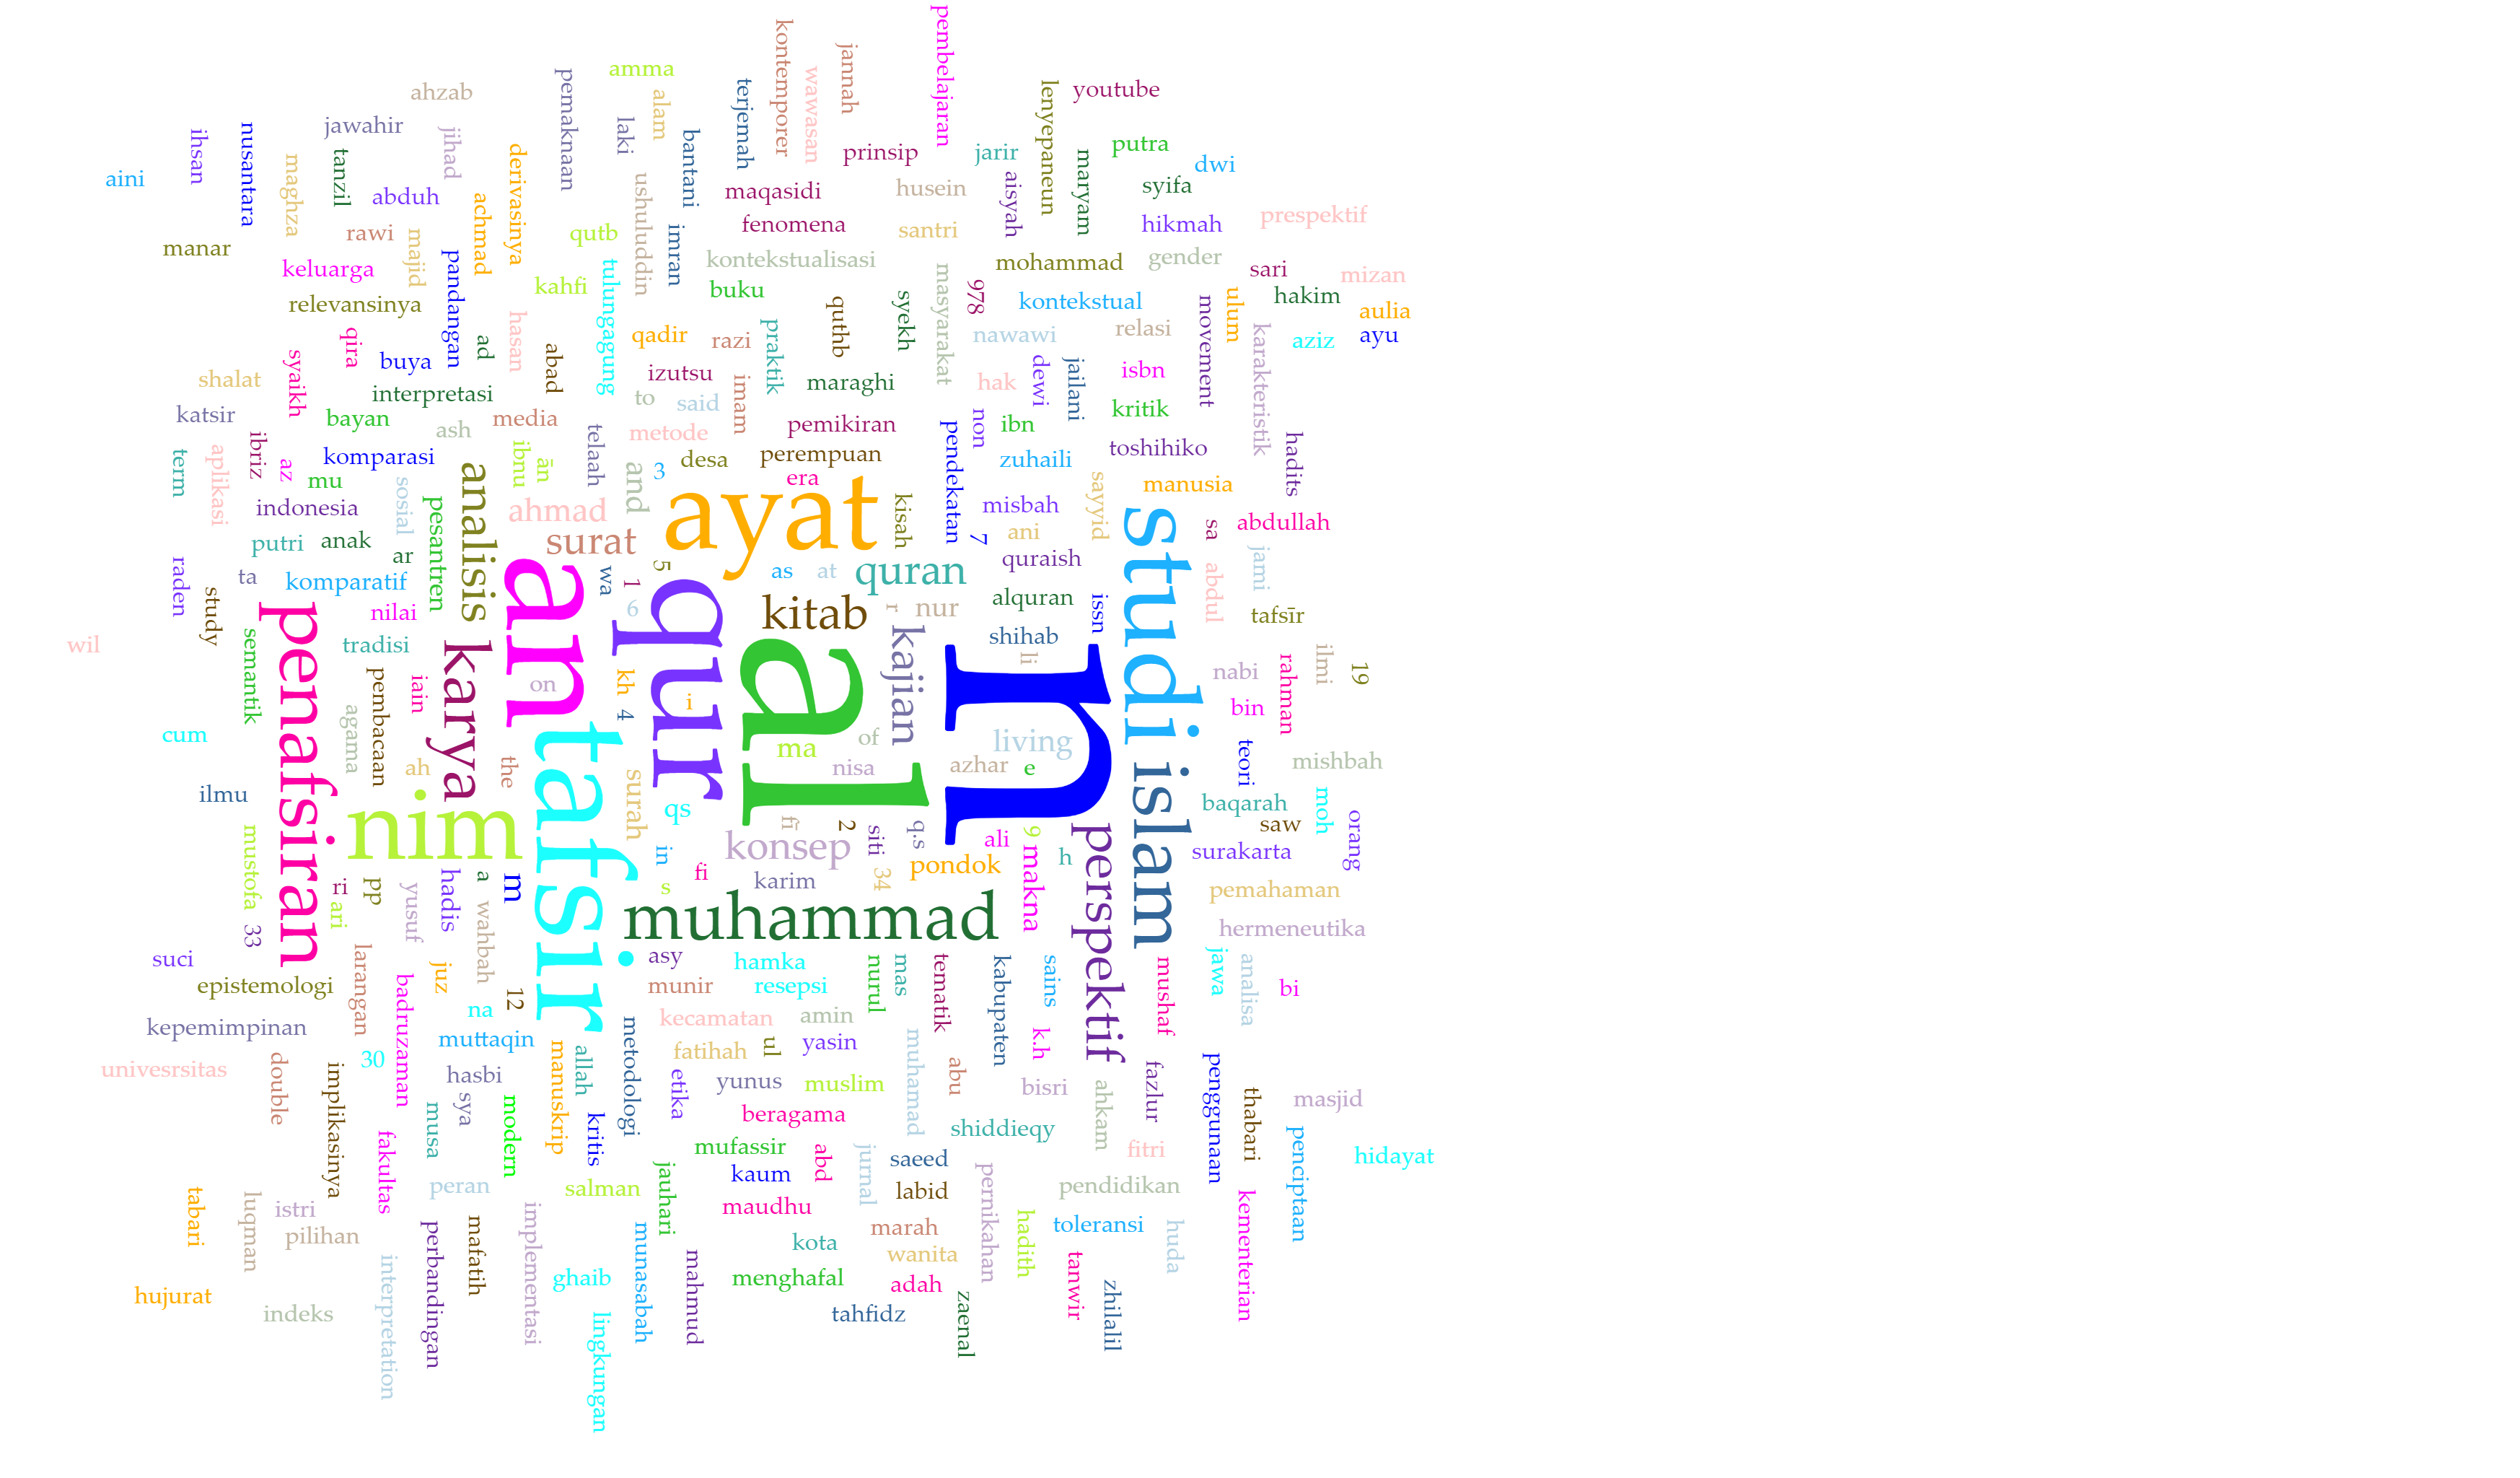 pembelajaran
kontemporer
jannah
wawasan
amma
pemaknaan
terjemah
lenyepaneun
youtube
ahzab
alam
jawahir
laki
jihad
bantani
nusantara
ihsan
putra
derivasinya
prinsip
jarir
maryam
tanzil
maghza
dwi
aini
ushuluddin
maqasidi
husein
aisyah
syifa
abduh
achmad
prespektif
fenomena
hikmah
rawi
majid
qutb
imran
santri
manar
pandangan
kontekstualisasi
mohammad
gender
keluarga
tulungagung
masyarakat
sari
mizan
kahfi
buku
978
relevansinya
quthb
syekh
kontekstual
movement
ulum
hakim
aulia
hasan
qira
ad
qadir
razi
praktik
nawawi
relasi
karakteristik
aziz
ayu
syaikh
buya
abad
izutsu
imam
maraghi
hak
dewi
jailani
isbn
shalat
interpretasi
to
said
katsir
bayan
media
ash
metode
pemikiran
non
ibn
kritik
telaah
pendekatan
term
aplikasi
ibriz
az
komparasi
ibnu
ān
desa
perempuan
zuhaili
toshihiko
hadits
mu
analisis
and
3
era
sayyid
manusia
indonesia
sosial
pesantren
ahmad
ayat
kisah
misbah
studi
sa
abdullah
putri
anak
surat
7
ani
ar
quraish
raden
ta
komparatif
an
wa
5
as
at
quran
abdul
jami
study
nilai
1
6
qur
kitab
r
nur
alquran
issn
tafsīr
penafsiran
tradisi
shihab
wil
semantik
karya
al
kajian
n
li
nabi
rahman
ilmi
19
pembacaan
iain
on
kh
i
bin
agama
4
cum
ma
of
living
teori
mishbah
ah
the
tafsir
nisa
azhar
e
islam
ilmu
nim
surah
qs
baqarah
moh
saw
orang
mustofa
in
konsep
fī
2
siti
q.s
ali
9
makna
h
perspektif
surakarta
ri
pp
a
m
s
fi
karim
34
pondok
pemahaman
ari
yusuf
hadis
wahbah
muhammad
33
hermeneutika
suci
larangan
juz
asy
hamka
nurul
mas
tematik
kabupaten
sains
mushaf
jawa
analisa
epistemologi
badruzaman
12
munir
resepsi
bi
na
kepemimpinan
muttaqin
metodologi
kecamatan
amin
muhamad
k.h
univesrsitas
double
implikasinya
30
manuskrip
allah
fatihah
ul
yasin
abu
fazlur
penggunaan
hasbi
etika
yunus
muslim
bisri
ahkam
thabari
masjid
musa
sya
modern
kritis
beragama
shiddieqy
penciptaan
fakultas
mufassir
abd
jurnal
saeed
fitri
hidayat
kaum
jauhari
tabari
luqman
istri
peran
salman
labid
pernikahan
pendidikan
kementerian
maudhu
pilihan
perbandingan
mafatih
implementasi
munasabah
marah
hadith
toleransi
huda
kota
wanita
interpretation
ghaib
mahmud
menghafal
adah
tanwir
zhilalil
hujurat
indeks
lingkungan
tahfidz
zaenal